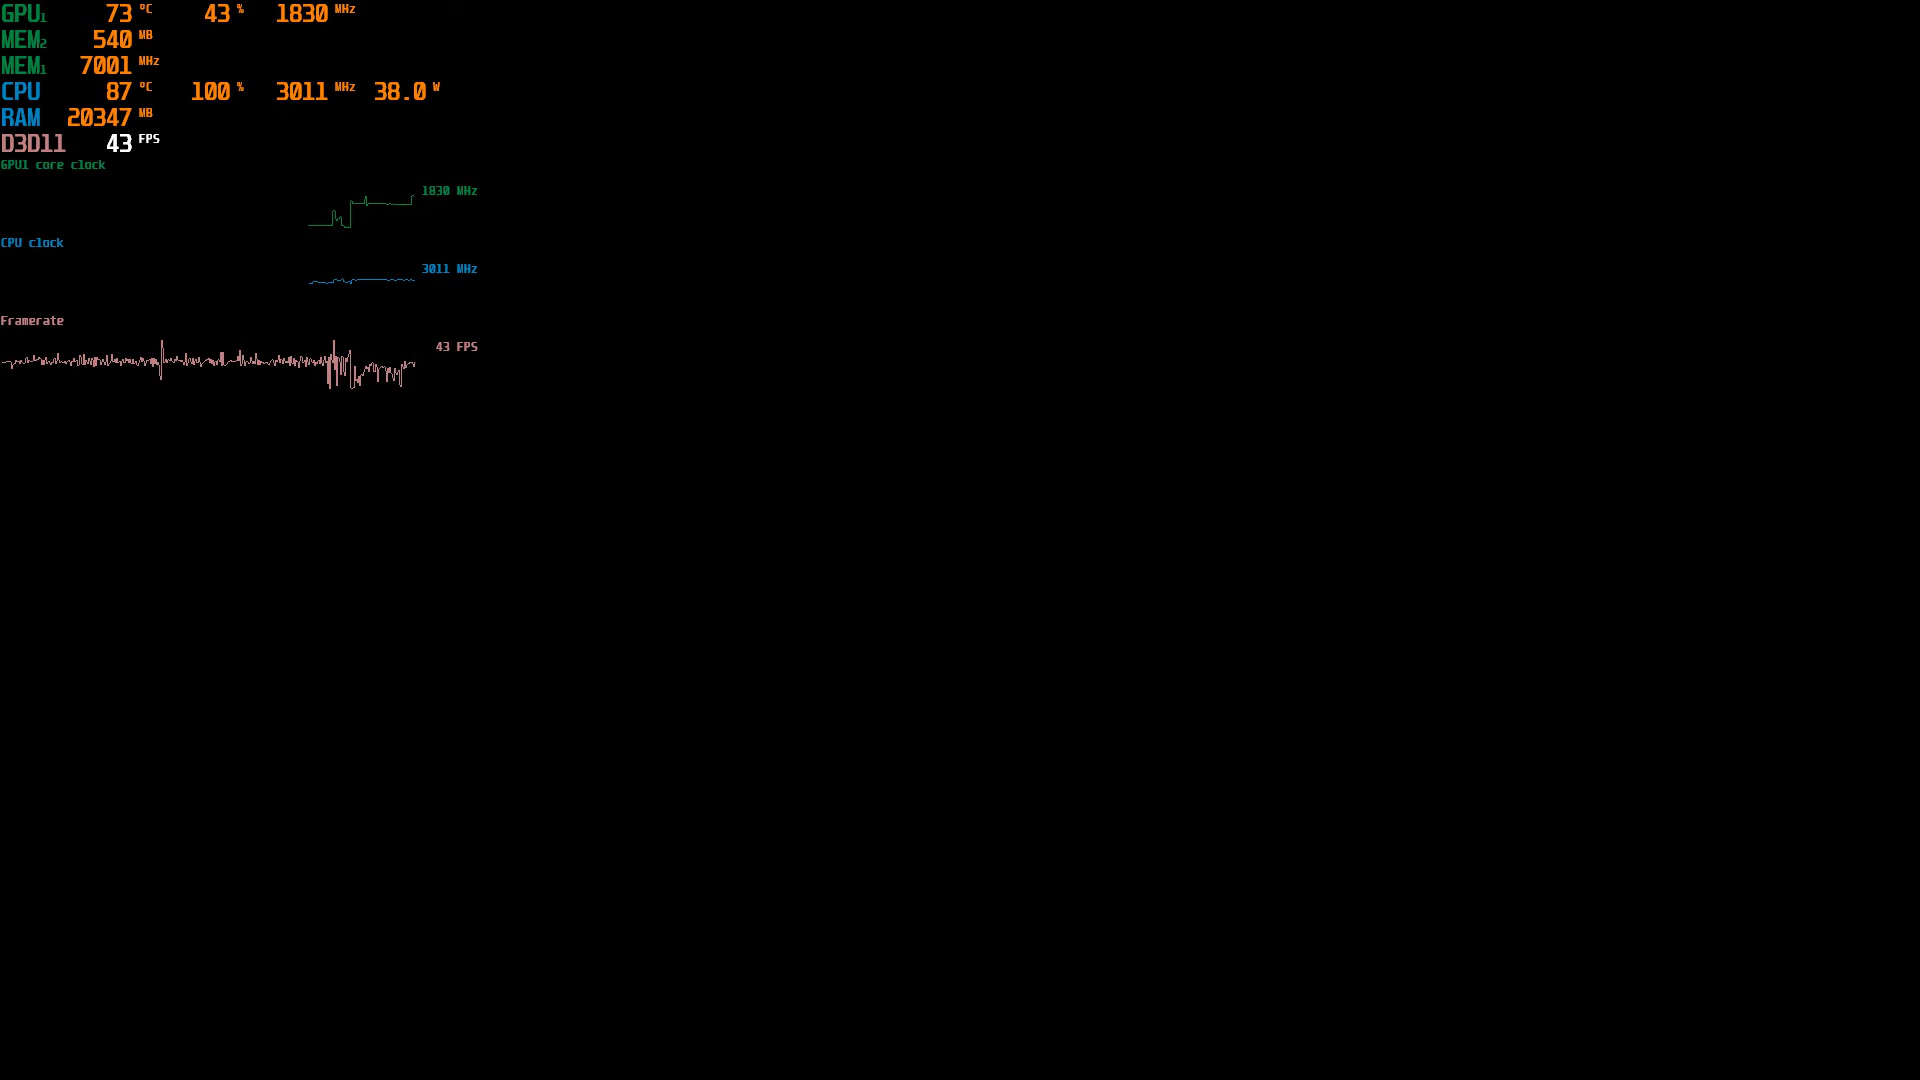 GPU1 73 °C 43 % 1830 MHz
MEM2 540 MB
MEM1 7001 MHz
CPU 87 °C 100 % 3011 MHz 38.0 W
RAM 20347 MB
D3D11 43 FPS
GPU1 core clock
1830 MHz
CPU clock
3011 MHz
Framerate
43 FPS